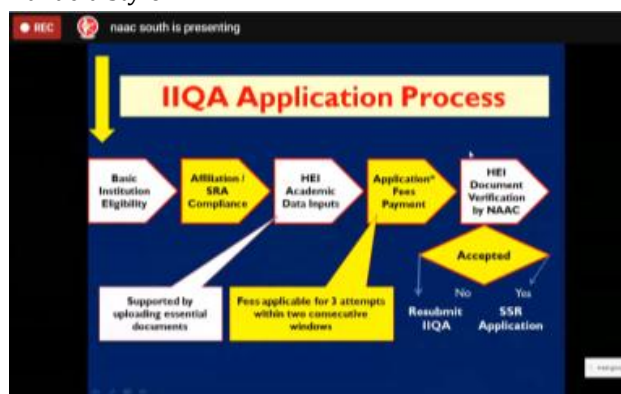 REC
naac south is presenting
IIQA Application Process
Basic
Institution
Eligibility
Affiliation /
SRA
Compliance
HEI
Academic
Data Inputs
Application*
Fees
Payment
HEI
Document
Verification
by NAAC
Accepted
Supported by
uploading essential
documents
Fees applicable for 3 attempts
within two consecutive
windows
No
Yes
Resubmit
IIQA
SSR
Application